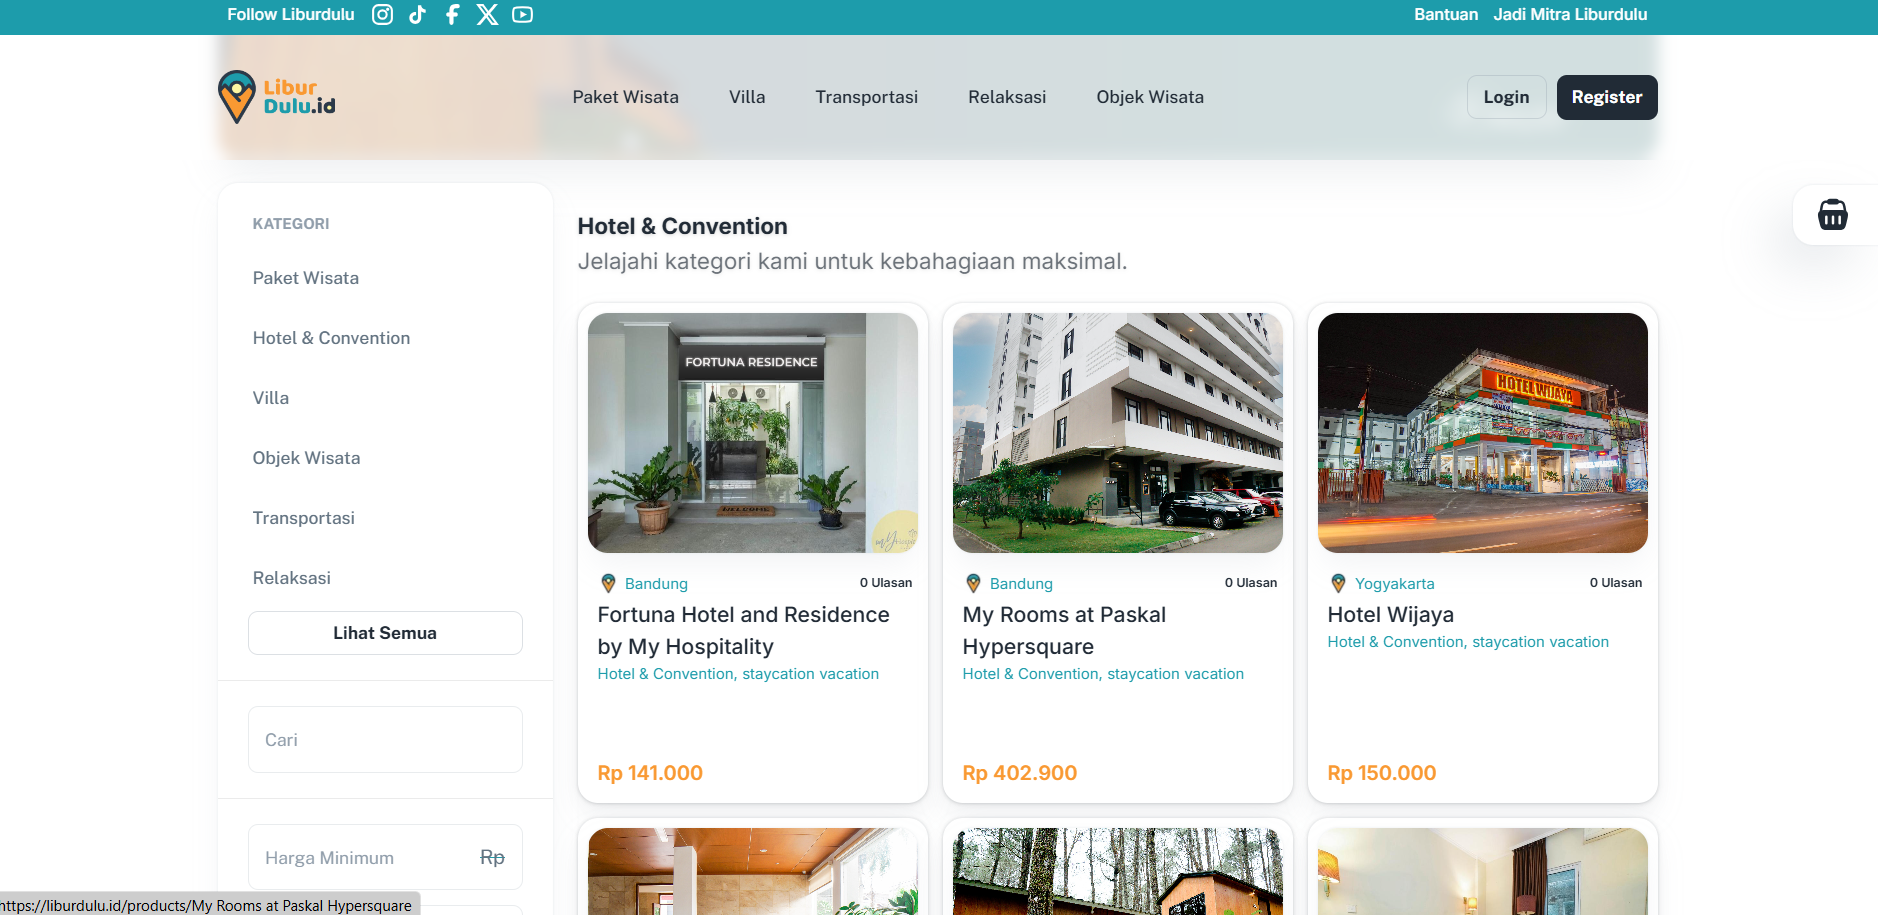 Follow Liburdulu
Bantuan Jadi Mitra Liburdulu
Libur
Dulu.id
Paket Wisata Villa Transportasi Relaksasi Objek Wisata
Login Register
KATEGORI
Paket Wisata
Hotel & Convention
Villa
Objek Wisata
Transportasi
Relaksasi
Lihat Semua
Cari
Harga Minimum Rp
Hotel & Convention
Jelajahi kategori kami untuk kebahagiaan maksimal.
FORTUNA RESIDENCE
WELCOME
my
Bandung 0 Ulasan
Fortuna Hotel and Residence
by My Hospitality
Hotel & Convention, staycation vacation
Rp 141.000
Bandung 0 Ulasan
My Rooms at Paskal
Hypersquare
Hotel & Convention, staycation vacation
Rp 402.900
HOTEL WIJAYA
Yogyakarta 0 Ulasan
Hotel Wijaya
Hotel & Convention, staycation vacation
Rp 150.000
https://liburdulu.id/products/My Rooms at Paskal Hypersquare